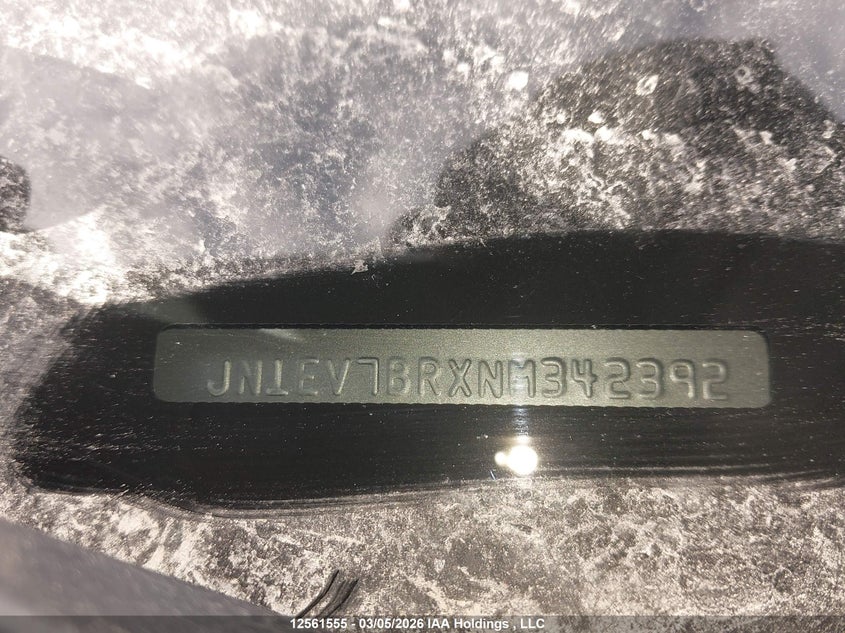 JN1EV7BRXNM342392
12561555 - 03/05/2026 IAA Holdings , LLC